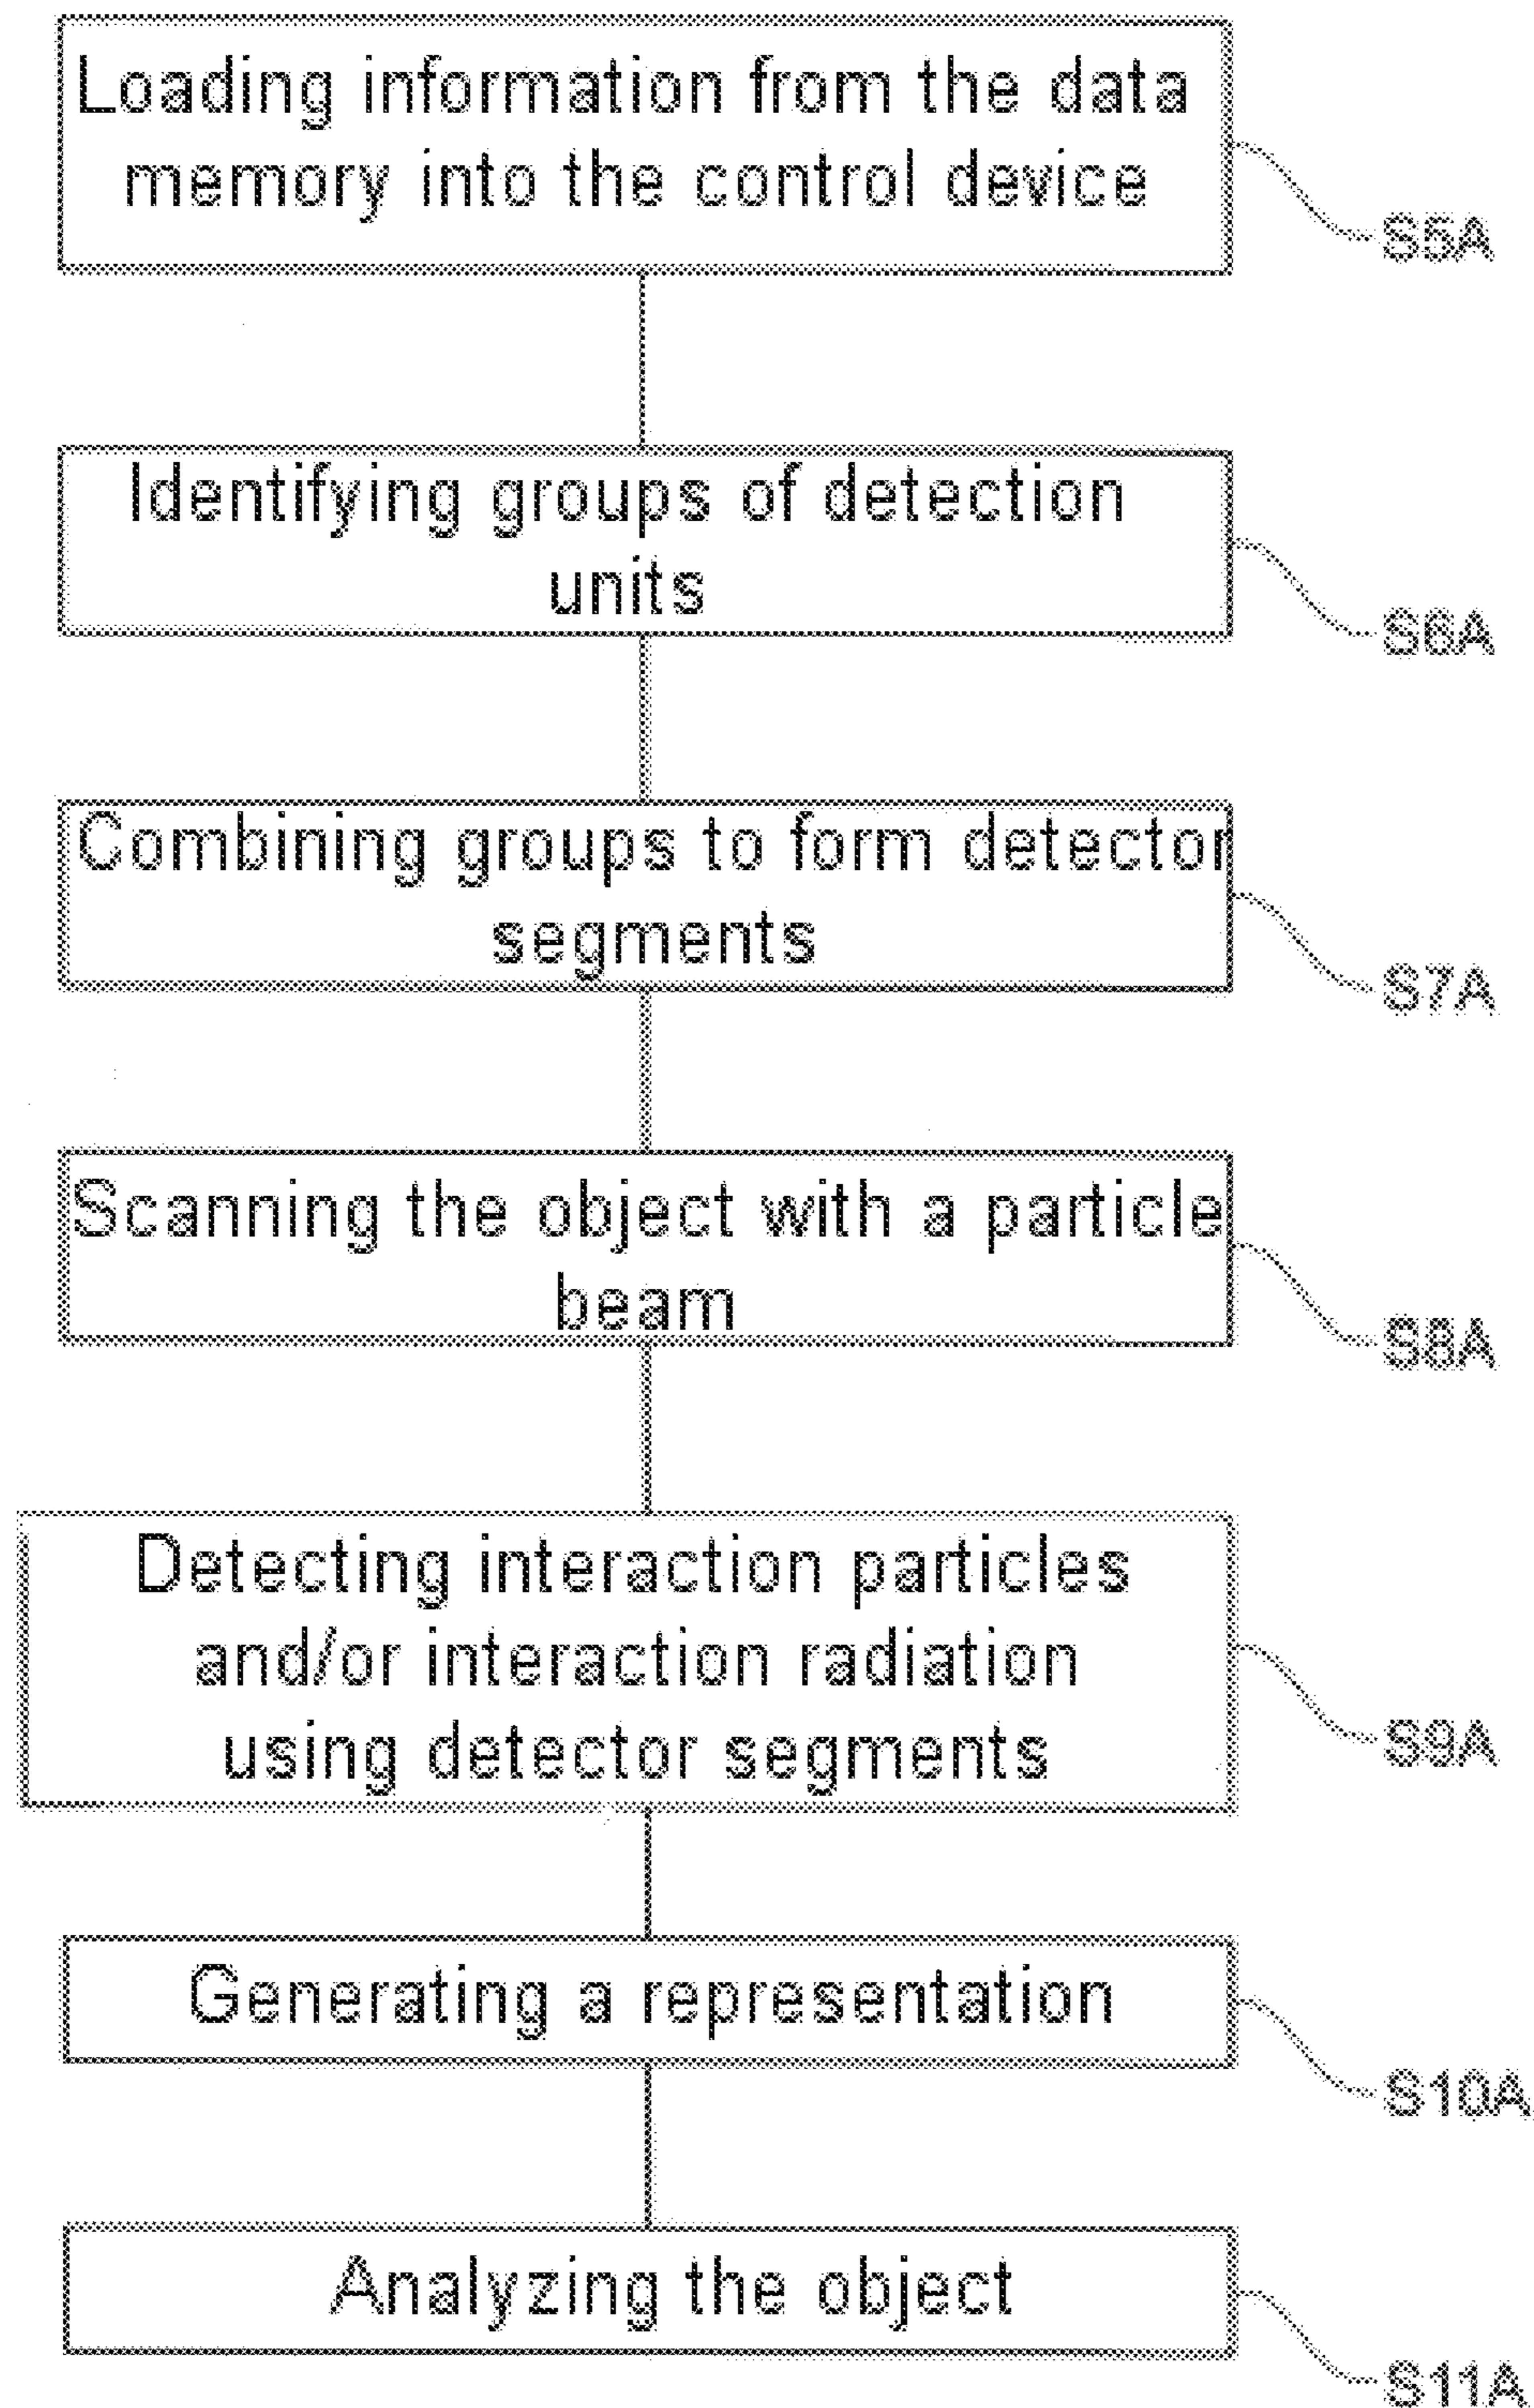 Loading information from the data
memory into the control device
S5A
Identifying groups of detection
units
S6A
Combining groups to form detector
segments
S7A
Scanning the object with a particle
beam
S8A
Detecting interaction particles
and/or interaction radiation
using detector segments
S9A
Generating a representation
S10A
Analyzing the object
S11A